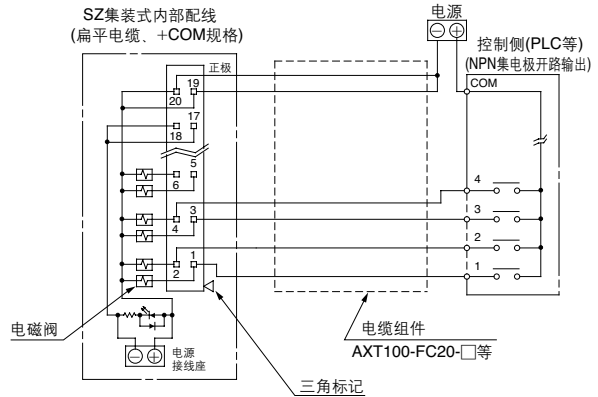 SZ集装式内部配线
(扁平电缆、+COM规格)
电源
控制侧(PLC等)
(NPN集电极开路输出)
正极
COM
19
20
17
18
5
6
3
4
1
2
4
3
2
1
电磁阀
电源
接线座
三角标记
电缆组件
AXT100-FC20-□等